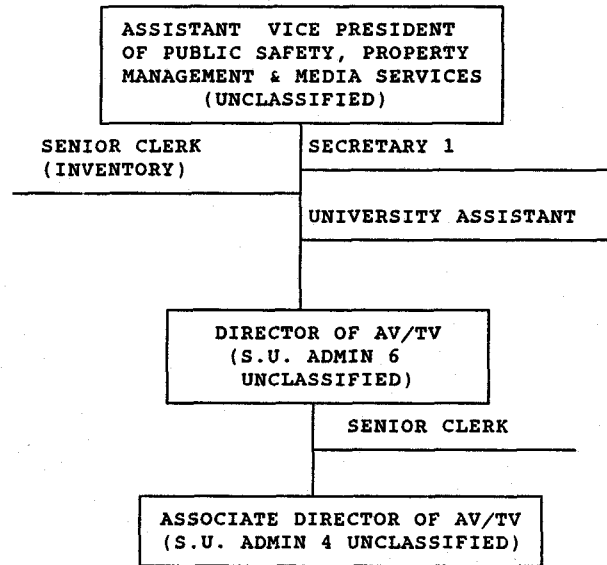 ASSISTANT VICE PRESIDENT
OF PUBLIC SAFETY, PROPERTY
MANAGEMENT & MEDIA SERVICES
(UNCLASSIFIED)
SENIOR CLERK
(INVENTORY)
SECRETARY 1
UNIVERSITY ASSISTANT
DIRECTOR OF AV/TV
(S.U. ADMIN 6
UNCLASSIFIED)
SENIOR CLERK
ASSOCIATE DIRECTOR OF AV/TV
(S.U. ADMIN 4 UNCLASSIFIED)